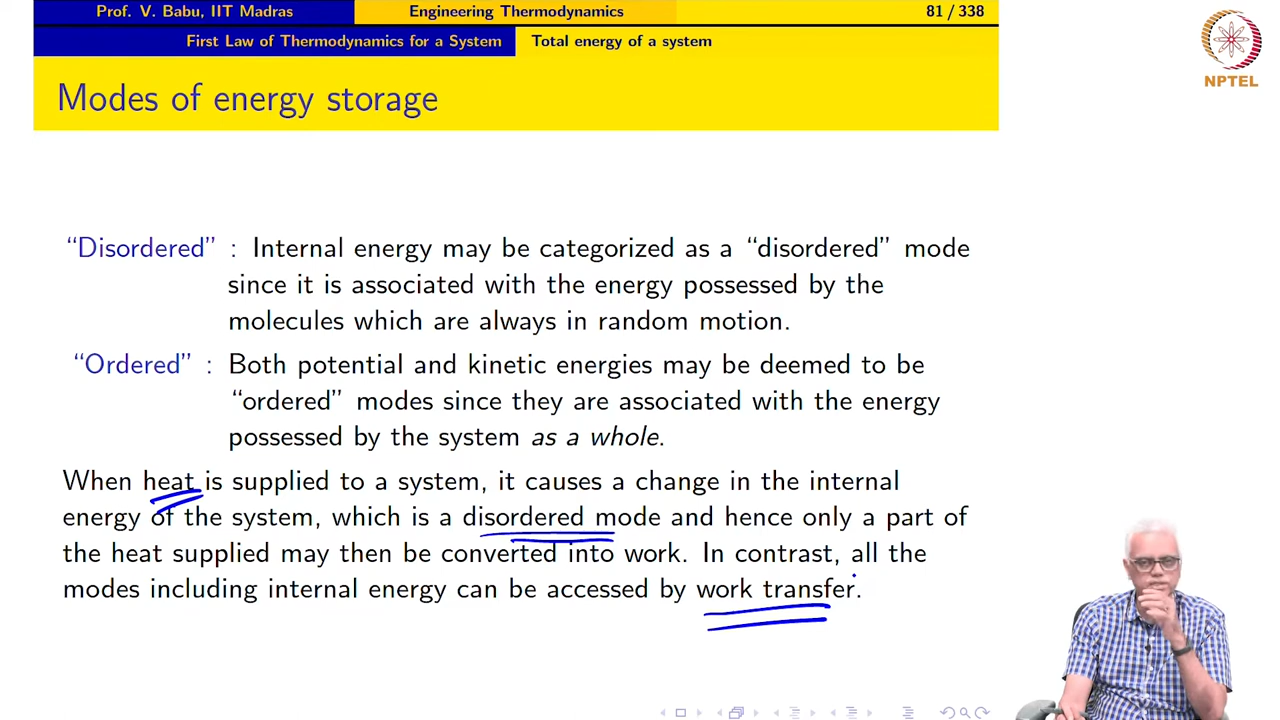 Prof. V. Babu, IIT Madras Engineering Thermodynamics 81 / 338
First Law of Thermodynamics for a System Total energy of a system
Modes of energy storage
NPTEL
“Disordered” : Internal energy may be categorized as a “disordered” mode
since it is associated with the energy possessed by the
molecules which are always in random motion.
“Ordered” : Both potential and kinetic energies may be deemed to be
“ordered” modes since they are associated with the energy
possessed by the system as a whole.
When heat is supplied to a system, it causes a change in the internal
energy of the system, which is a disordered mode and hence only a part of
the heat supplied may then be converted into work. In contrast, all the
modes including internal energy can be accessed by work transfer.